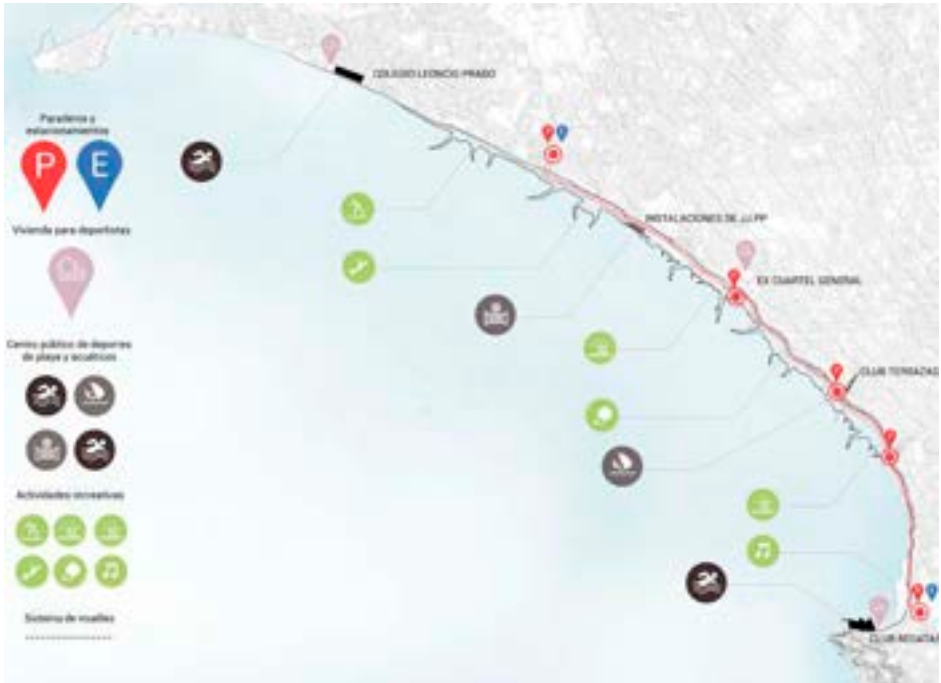 Paraderos y
estacionamientos
P E
Vivienda para deportistas
Centro público de deportes
de playa y acuáticos
Actividades recreativas
Sistema de muelles
COLEGIO LEONCIO PRADO
INSTALACIONES DE JJ.PP
EX CUARTEL GENERAL
CLUB TERRAZAS
CLUB REGATAS